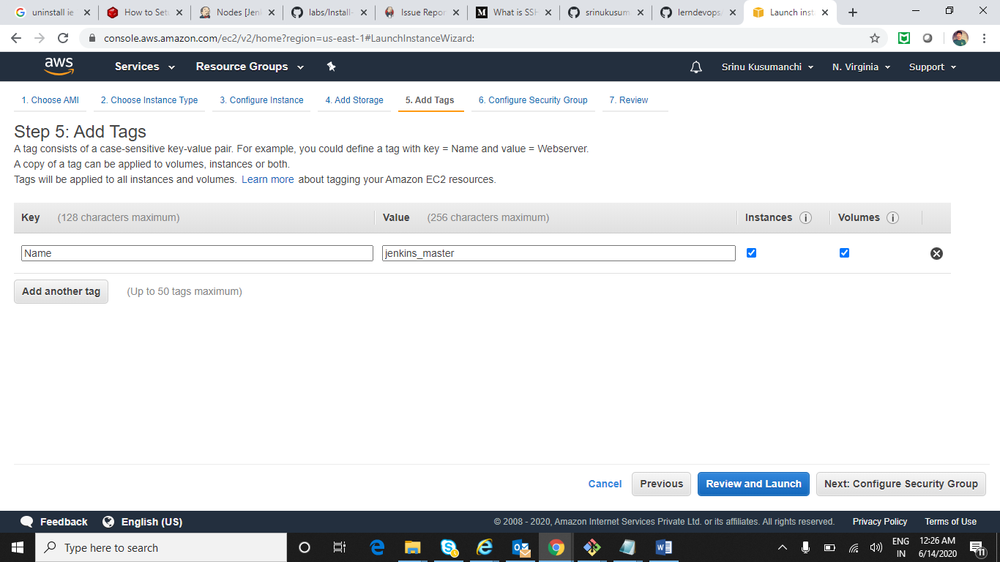 uninstall ie
How to Setu
Nodes [Jenk
labs/Install-
Issue Repor
What is SSH
srinukusum
lerndevops/
Launch inst
console.aws.amazon.com/ec2/v2/home?region=us-east-1#LaunchInstanceWizard:
aws Services Resource Groups Srinu Kusumanchi N. Virginia Support
1. Choose AMI 2. Choose Instance Type 3. Configure Instance 4. Add Storage 5. Add Tags 6. Configure Security Group 7. Review
Step 5: Add Tags
A tag consists of a case-sensitive key-value pair. For example, you could define a tag with key = Name and value = Webserver.
A copy of a tag can be applied to volumes, instances or both.
Tags will be applied to all instances and volumes. Learn more about tagging your Amazon EC2 resources.
Key (128 characters maximum) Value (256 characters maximum) Instances i Volumes i
Name jenkins_master
Add another tag (Up to 50 tags maximum)
Cancel Previous Review and Launch Next: Configure Security Group
Feedback English (US) © 2008 - 2020, Amazon Internet Services Private Ltd. or its affiliates. All rights reserved. Privacy Policy Terms of Use
Type here to search
ENG 12:26 AM
IN 6/14/2020 11